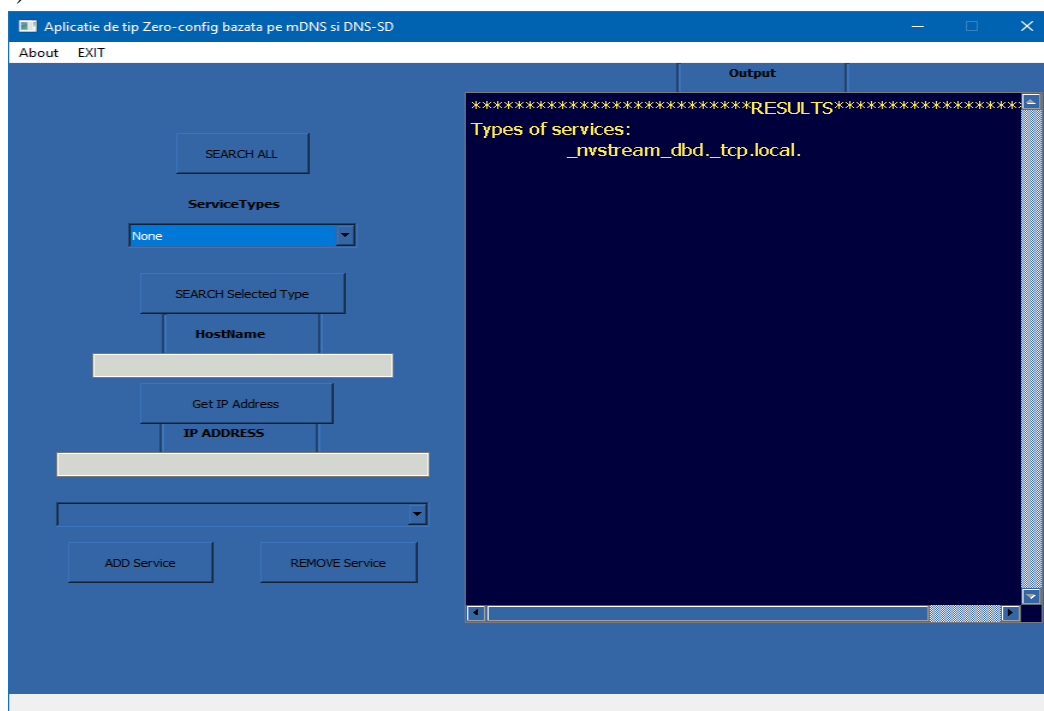 )
Aplicatie de tip Zero-config bazata pe mDNS si DNS-SD
About EXIT
Output
SEARCH ALL
ServiceTypes
None
SEARCH Selected Type
HostName
Get IP Address
IP ADDRESS
ADD Service
REMOVE Service
**************************RESULTS******************
Types of services:
_nvstream_dbd._tcp.local.